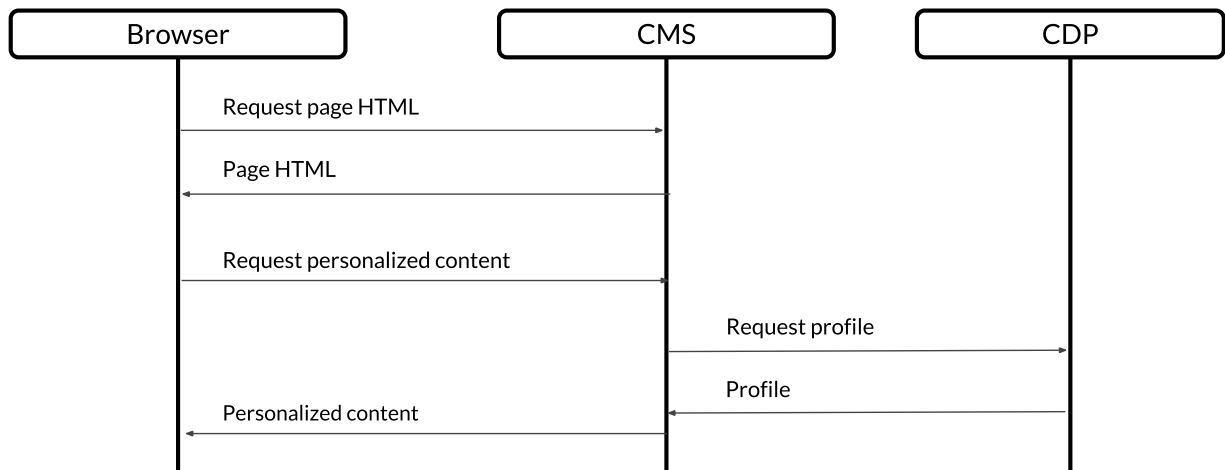 Browser
CMS
CDP
Request page HTML
Page HTML
Request personalized content
Request profile
Profile
Personalized content